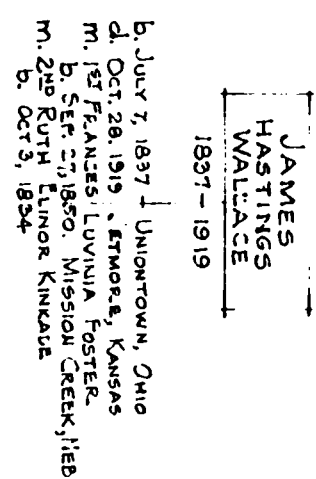 JAMES
HASTINGS
WALLACE
1837-1919
b. JULY 7, 1837 UNIONTOWN, OHIO
d. OCT. 28. 1919. ETMORE, KANSAS
m. 1ST FRANSES LUVINIA FOSTER
b. SEP. 27, 1850. MISSION CREEK, NEB
m. 2ND RUTH ELINOR KINKADE
b. OCT 3, 1834